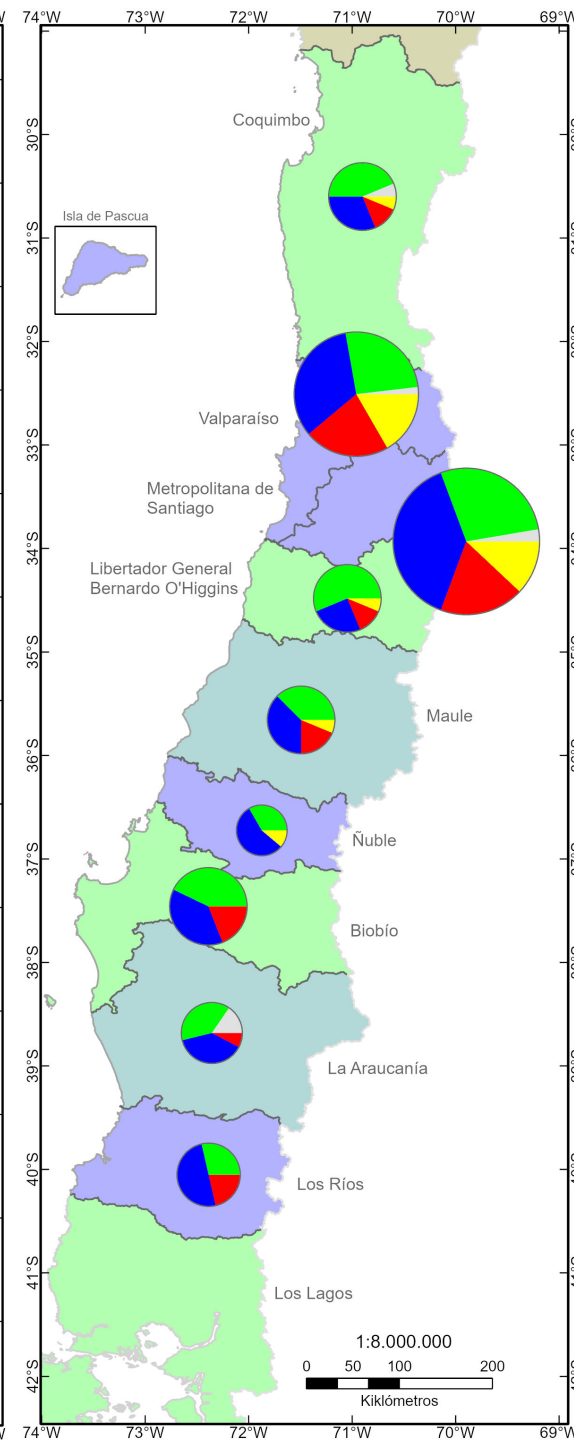 74°W 73°W 72°W 71°W 70°W 69°W
Coquimbo
30°S
Isla de Pascua
31°S
32°S
Valparaíso
33°S
Metropolitana de
Santiago
34°S
Libertador General
Bernardo O'Higgins
35°S
Maule
36°S
Ñuble
37°S
Biobío
38°S
La Araucanía
39°S
Los Ríos
40°S
41°S
Los Lagos
1:8.000.000
0 50 100 200
Kiklómetros
42°S
74°W 73°W 72°W 71°W 70°W 69°W